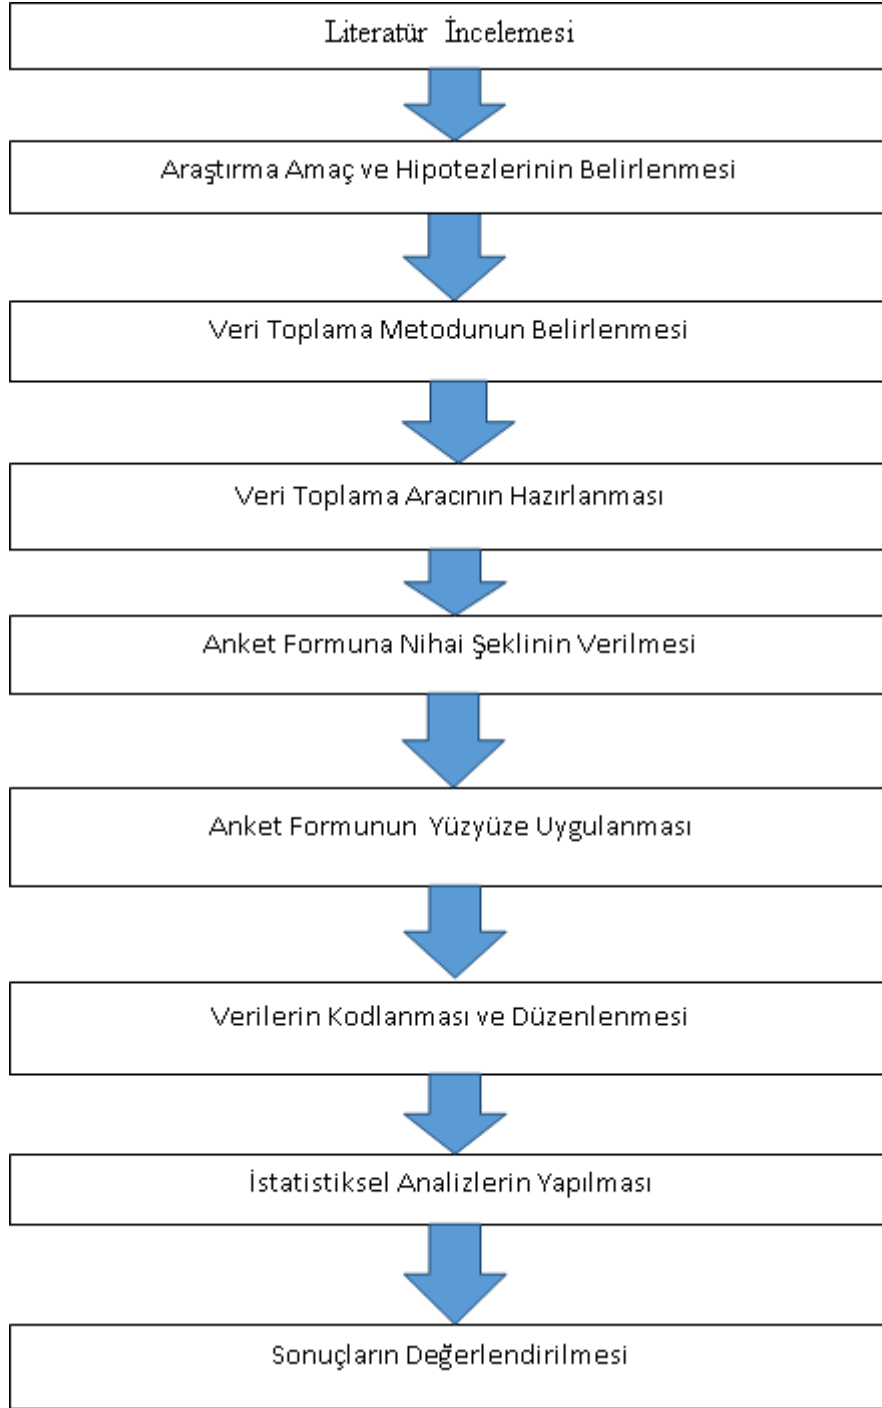 Literatür İncelemesi
Araştırma Amaç ve Hipotezlerinin Belirlenmesi
Veri Toplama Metodunun Belirlenmesi
Veri Toplama Aracının Hazırlanması
Anket Formuna Nihai Şeklinin Verilmesi
Anket Formunun Yüzyüze Uygulanması
Verilerin Kodlanması ve Düzenlenmesi
İstatistiksel Analizlerin Yapılması
Sonuçların Değerlendirilmesi